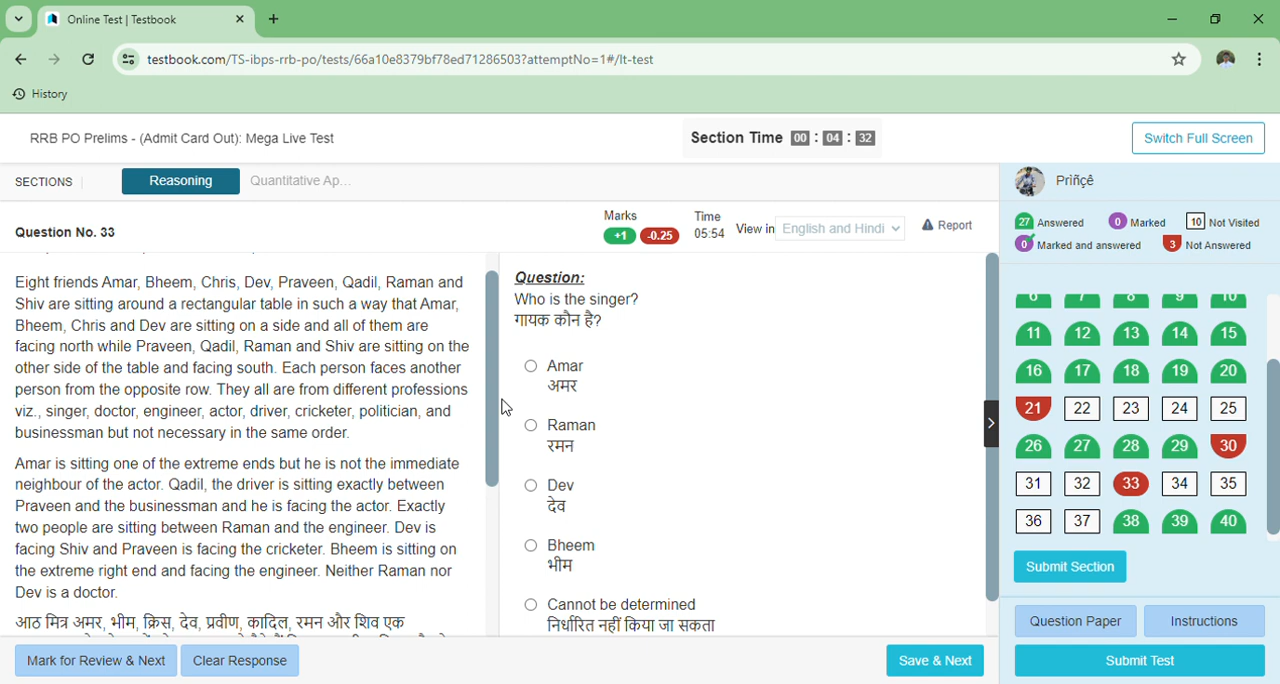 Online Test | Testbook
testbook.com/TS-ibps-rrb-po/tests/66a10e8379bf78ed71286503?attemptNo=1#/lt-test
History
RRB PO Prelims - (Admit Card Out): Mega Live Test
Section Time 00 : 04 : 32
Switch Full Screen
SECTIONS
Reasoning
Quantitative Ap...
Prìñçê
Question No. 33
Marks
+1 -0.25
Time
05:54
View in English and Hindi
Report
27 Answered 0 Marked 10 Not Visited
0 Marked and answered 3 Not Answered
Eight friends Amar, Bheem, Chris, Dev, Praveen, Qadil, Raman and
Shiv are sitting around a rectangular table in such a way that Amar,
Bheem, Chris and Dev are sitting on a side and all of them are
facing north while Praveen, Qadil, Raman and Shiv are sitting on the
other side of the table and facing south. Each person faces another
person from the opposite row. They all are from different professions
viz., singer, doctor, engineer, actor, driver, cricketer, politician, and
businessman but not necessary in the same order.
Amar is sitting one of the extreme ends but he is not the immediate
neighbour of the actor. Qadil, the driver is sitting exactly between
Praveen and the businessman and he is facing the actor. Exactly
two people are sitting between Raman and the engineer. Dev is
facing Shiv and Praveen is facing the cricketer. Bheem is sitting on
the extreme right end and facing the engineer. Neither Raman nor
Dev is a doctor.
आठ मित्र अमर, भीम, क्रिस, देव, प्रवीण, कादिल, रमन और शिव एक
Question:
Who is the singer?
गायक कौन है?
Amar
अमर
Raman
रमन
Dev
देव
Bheem
भीम
Cannot be determined
निर्धारित नहीं किया जा सकता
6 7 8 9 10
11 12 13 14 15
16 17 18 19 20
21 22 23 24 25
26 27 28 29 30
31 32 33 34 35
36 37 38 39 40
Submit Section
Question Paper
Instructions
Mark for Review & Next
Clear Response
Save & Next
Submit Test